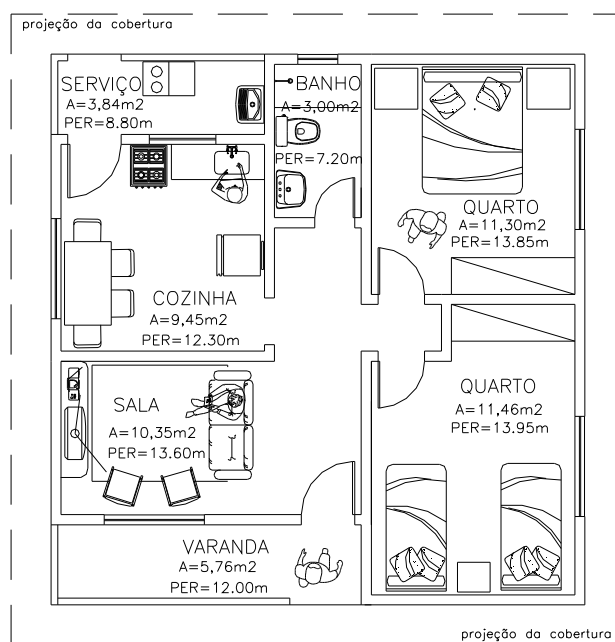 projeção da cobertura
SERVIÇO
A=3,84m2
PER=8.80m
BANHO
A=3,00m2
PER=7.20m
QUARTO
A=11,30m2
PER=13.85m
COZINHA
A=9,45m2
PER=12.30m
SALA
A=10,35m2
PER=13.60m
QUARTO
A=11,46m2
PER=13.95m
VARANDA
A=5,76m2
PER=12.00m
projeção da cobertura